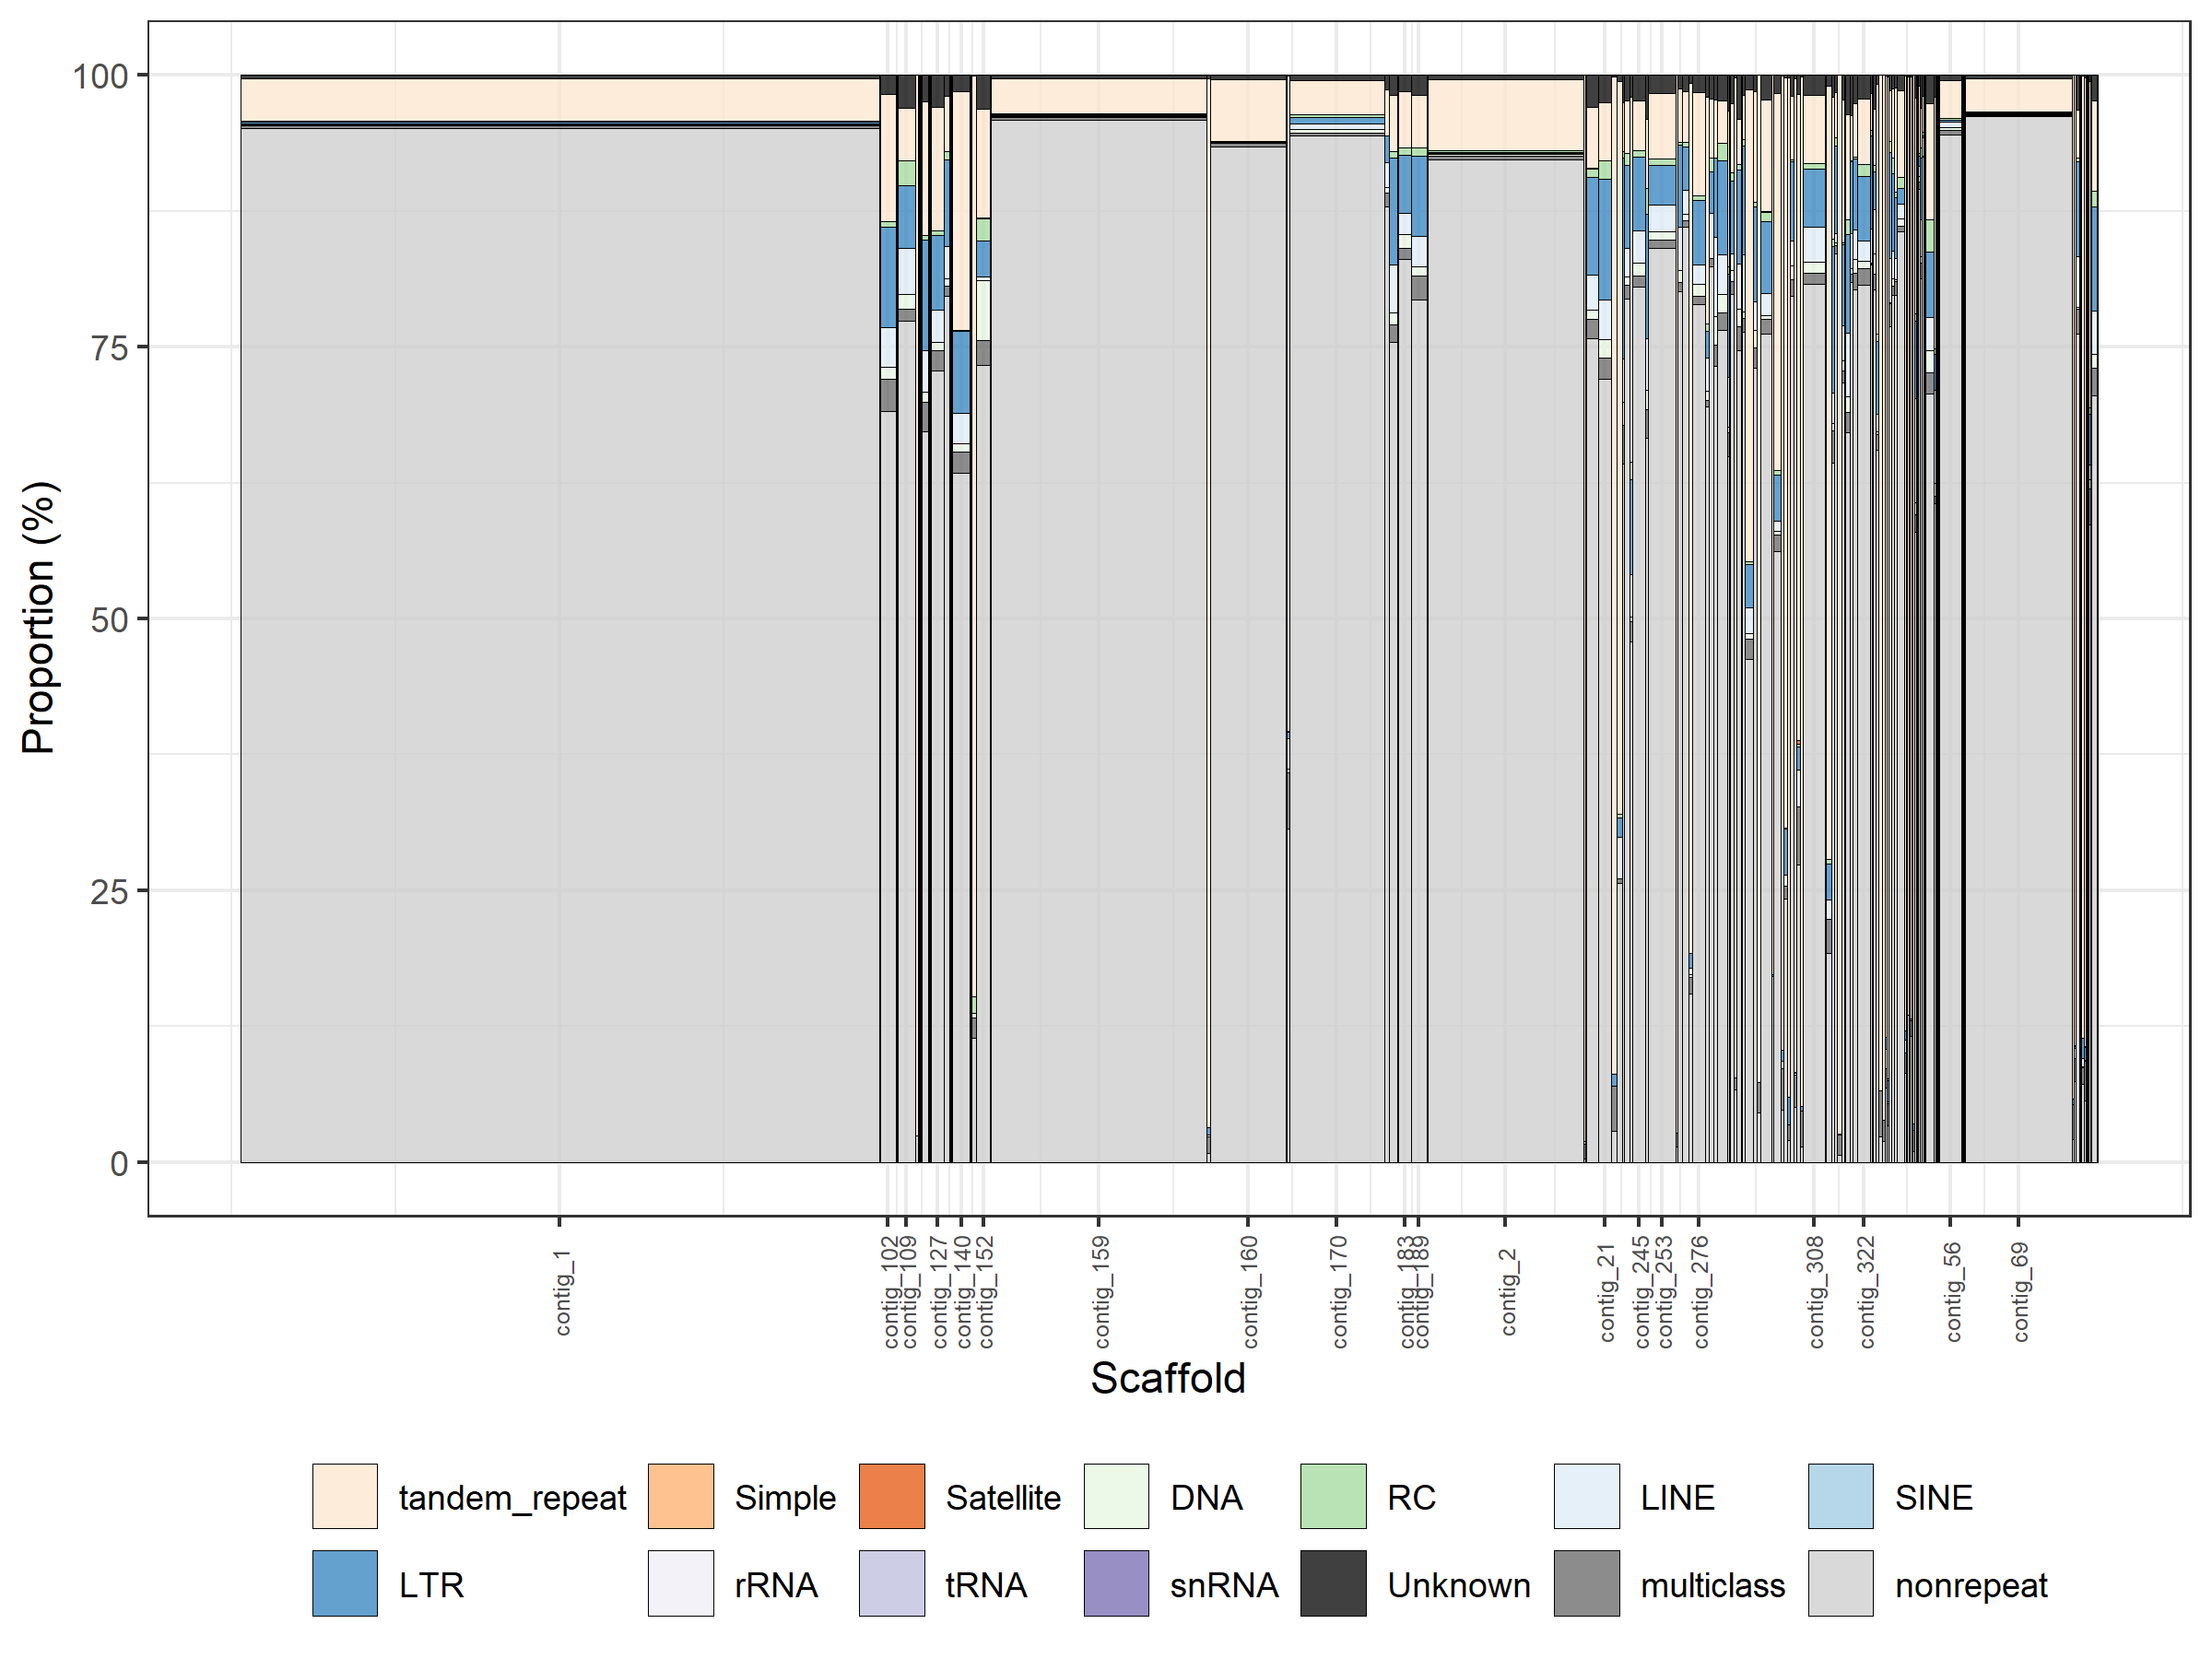 100
75
50
25
0
Proportion (%)
contig_1
contig_102
contig_109
contig_127
contig_140
contig_152
contig_159
contig_160
contig_170
contig_183
contig_189
contig_2
contig_21
contig_245
contig_253
contig_276
contig_308
contig_322
contig_56
contig_69
Scaffold
tandem_repeat Simple Satellite DNA RC LINE SINE
LTR rRNA tRNA snRNA Unknown multiclass nonrepeat